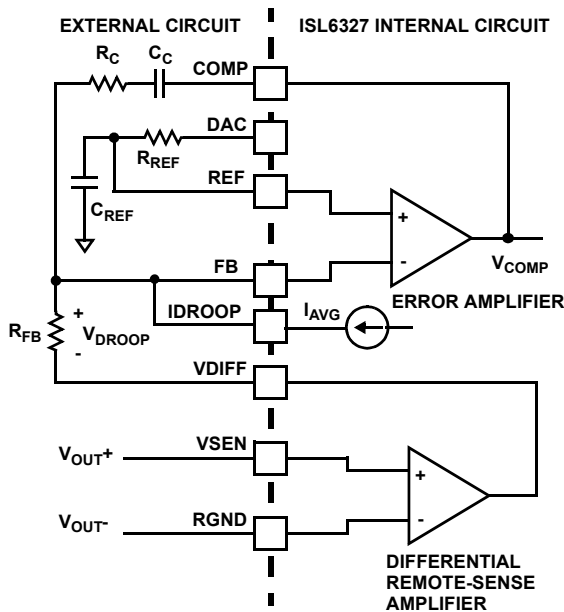 EXTERNAL CIRCUIT
ISL6327 INTERNAL CIRCUIT
RC
CC
COMP
DAC
RREF
REF
CREF
+
-
VCOMP
ERROR AMPLIFIER
FB
IDROOP
IAVG
RFB
+
VDROOP
-
VDIFF
VOUT+
VSEN
+
VOUT-
RGND
-
DIFFERENTIAL
REMOTE-SENSE
AMPLIFIER